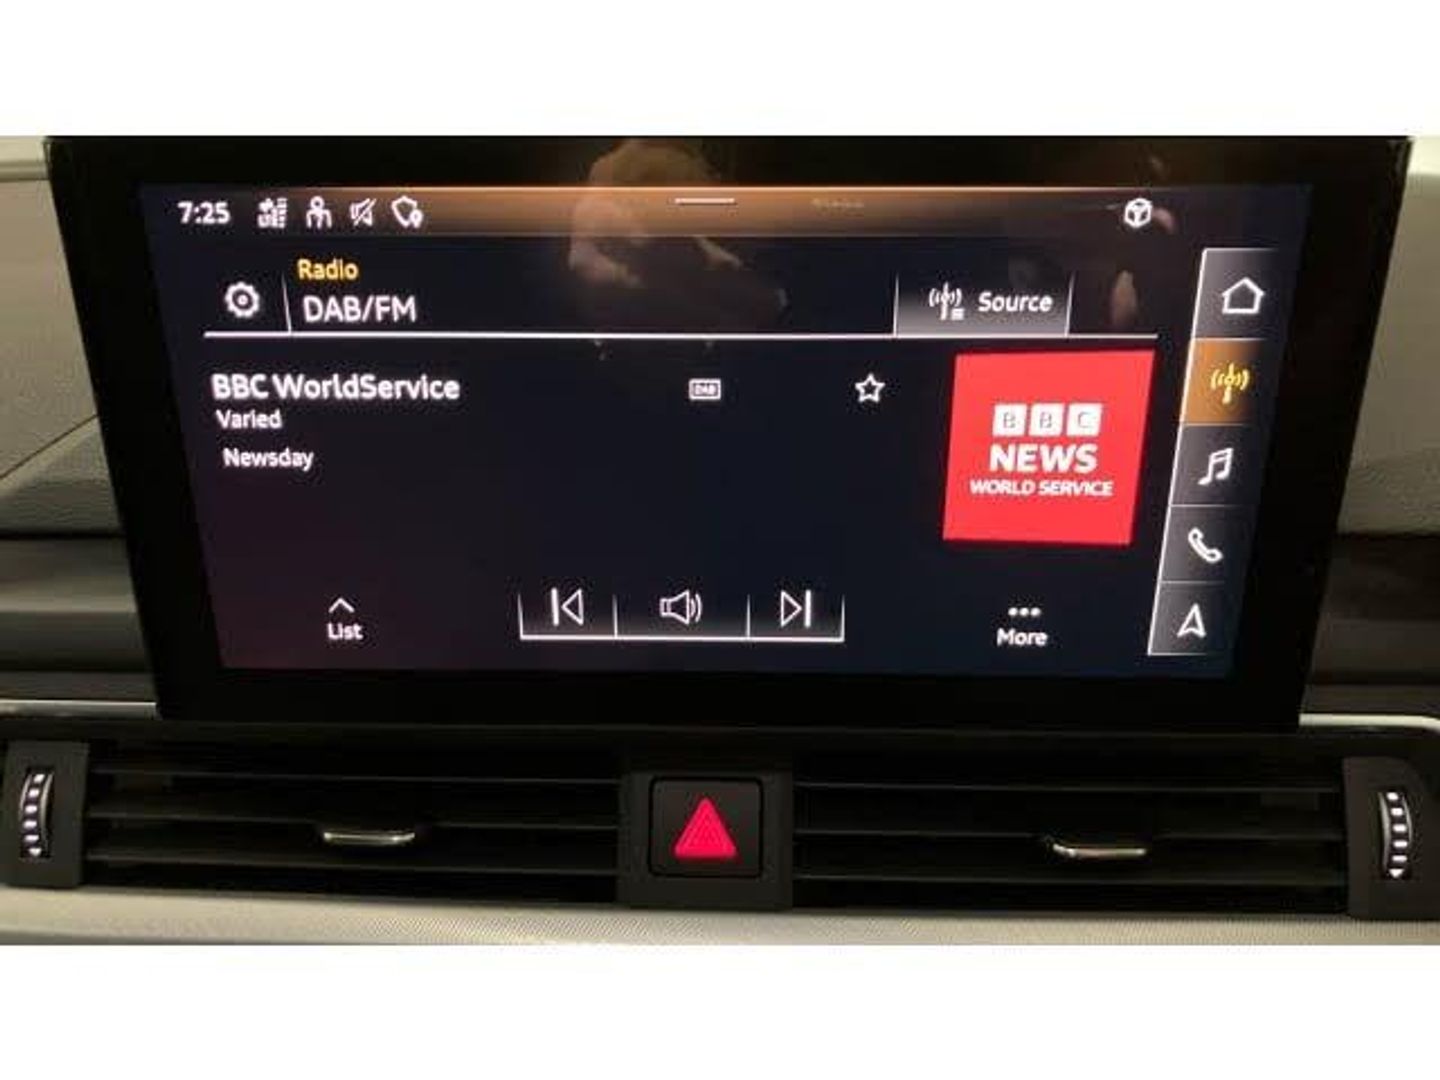 7:25
Radio
DAB/FM
Source
BBC WorldService
DAB
Varied
Newsday
BBC
NEWS
WORLD SERVICE
List
More